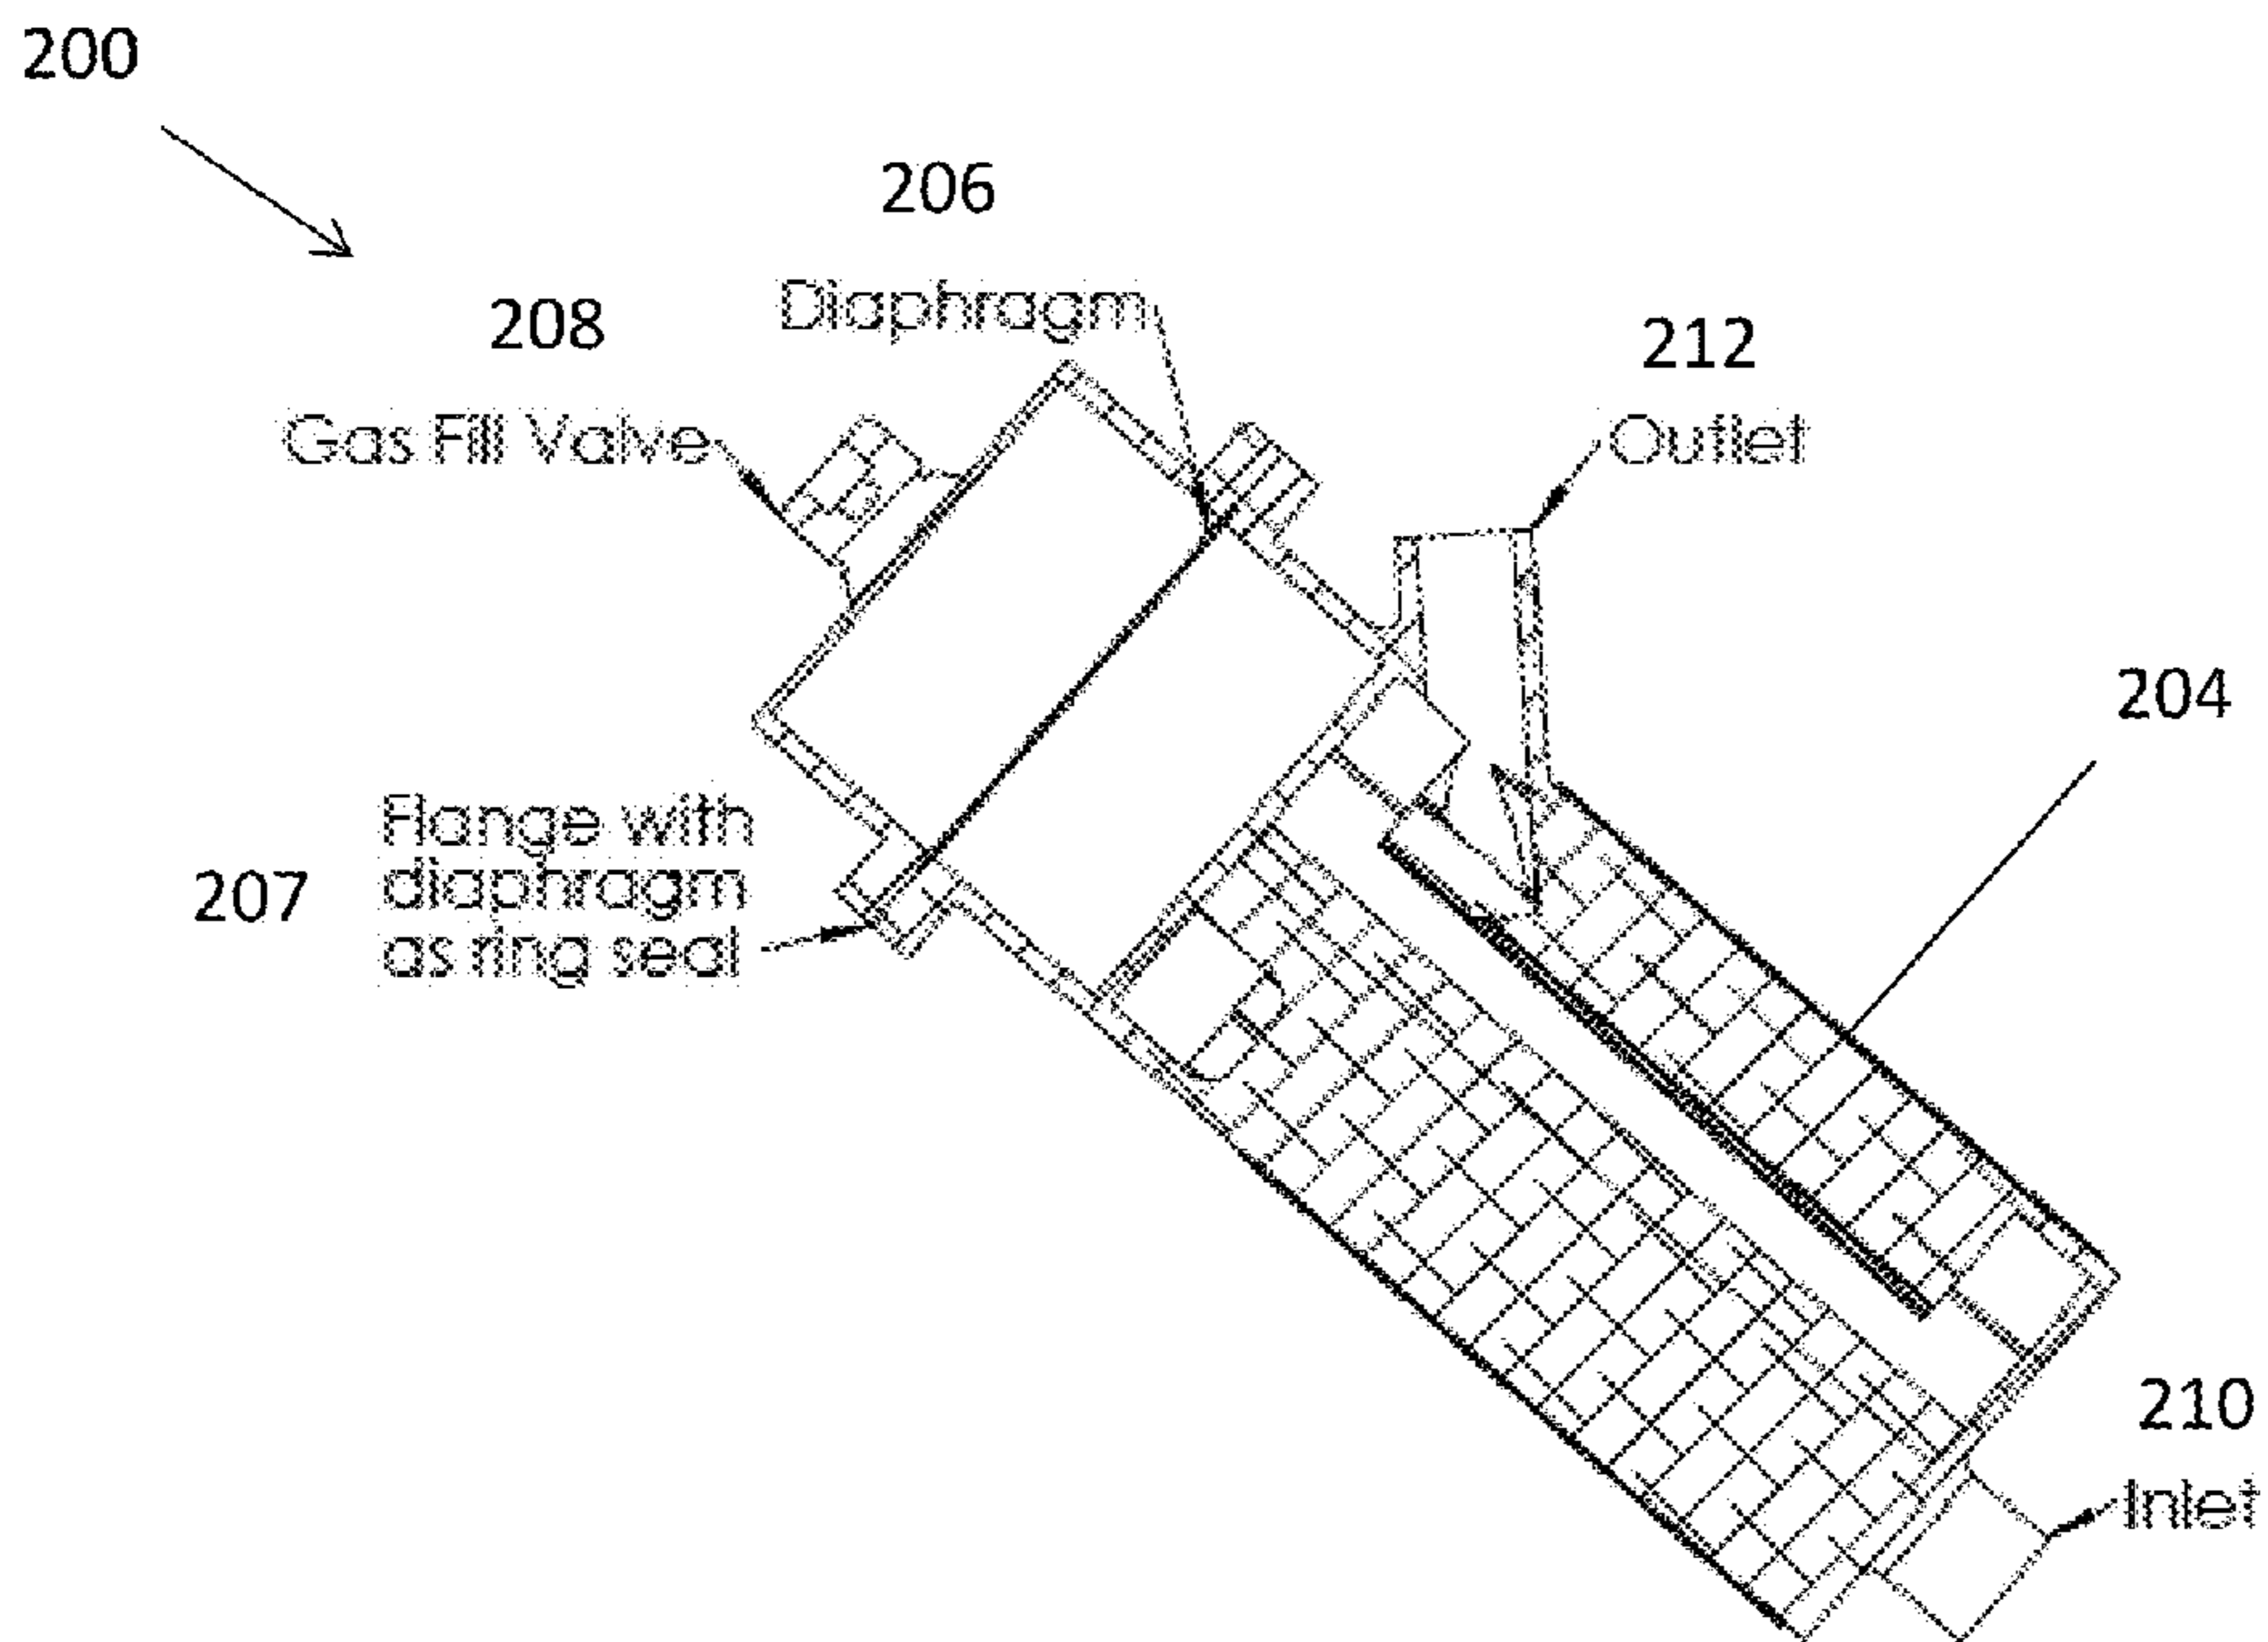 200
206
Diaphragm
208
Gas Fill Valve
212
Outlet
204
207
Flange with
diaphragm
as ring seal
210
Inlet